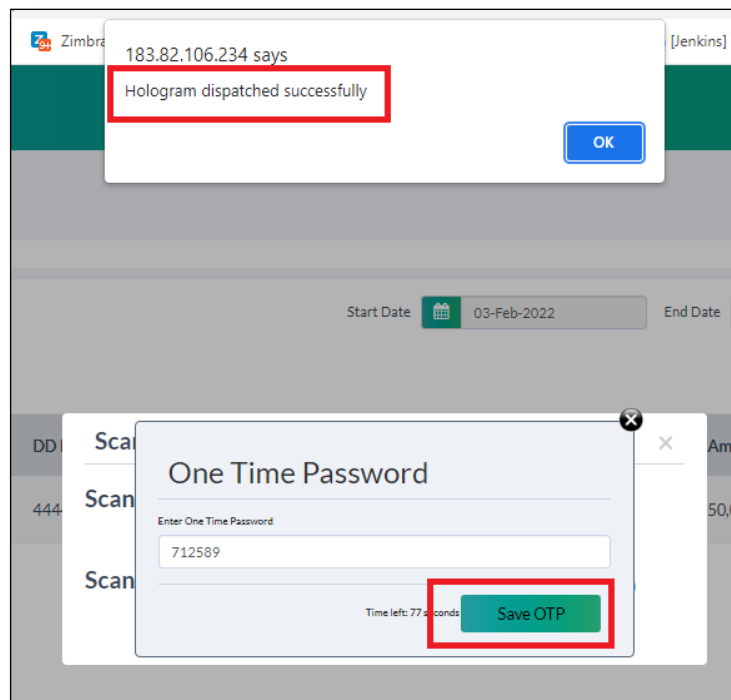 Zimbra
183.82.106.234 says
[Jenkins]
Hologram dispatched successfully
OK
Start Date
03-Feb-2022
End Date
DD
Scan
Am
One Time Password
444
Scan
50,
Enter One Time Password
712589
Scan
Time left: 77 seconds
Save OTP